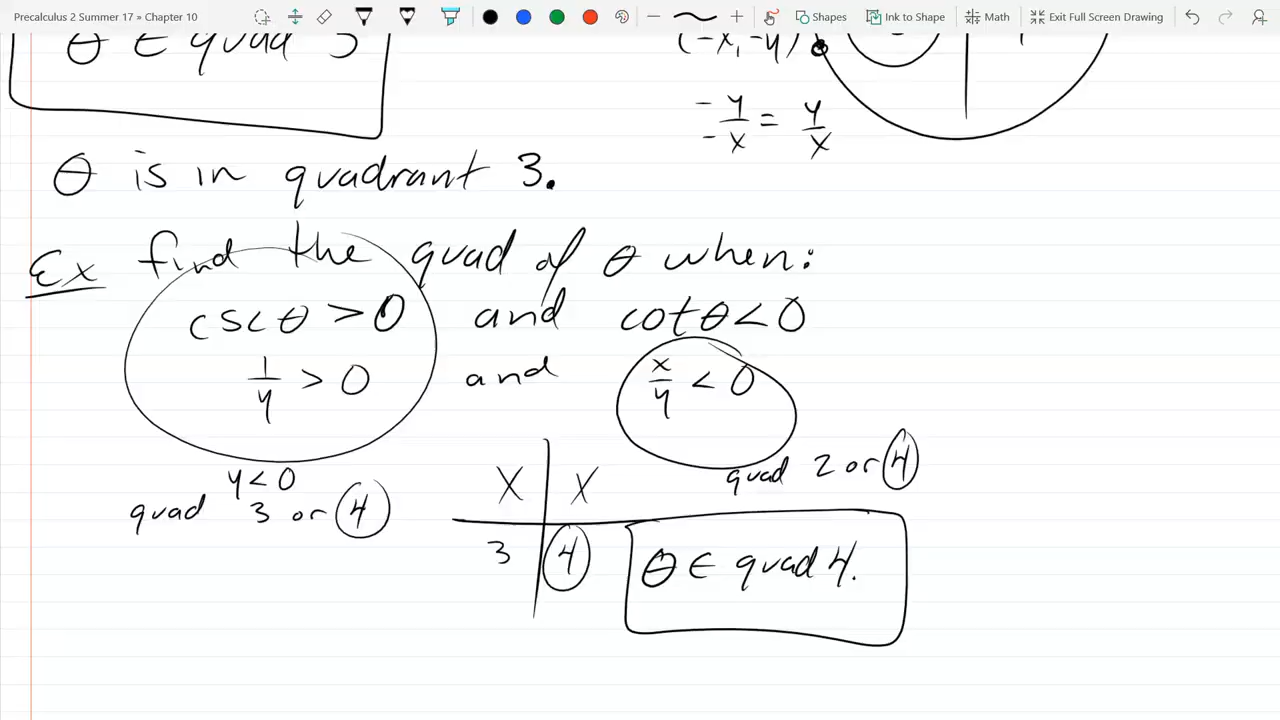 Precalculus 2 Summer 17 » Chapter 10
Shapes
Ink to Shape
Math
Exit Full Screen Drawing
θ ∈ quad 3
(-x, -y)
-y/-x = y/x
θ is in quadrant 3.
Ex find the quad of θ when:
csc θ > 0 and cot θ < 0
1/y > 0 and x/y < 0
y < 0
quad 3 or 4
quad 2 or 4
X X
3 4
θ ∈ quad 4.